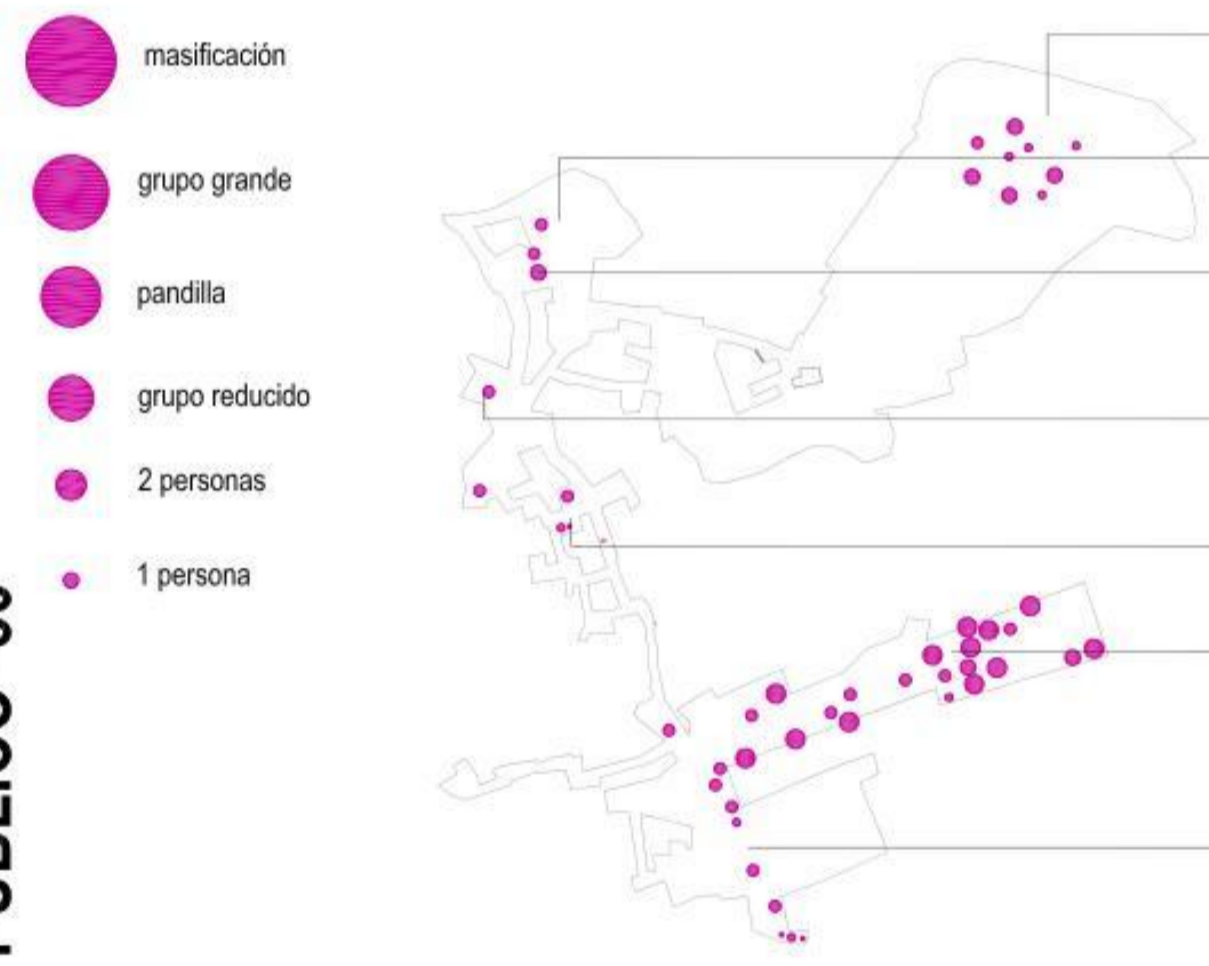 masificación
grupo grande
pandilla
grupo reducido
2 personas
1 persona